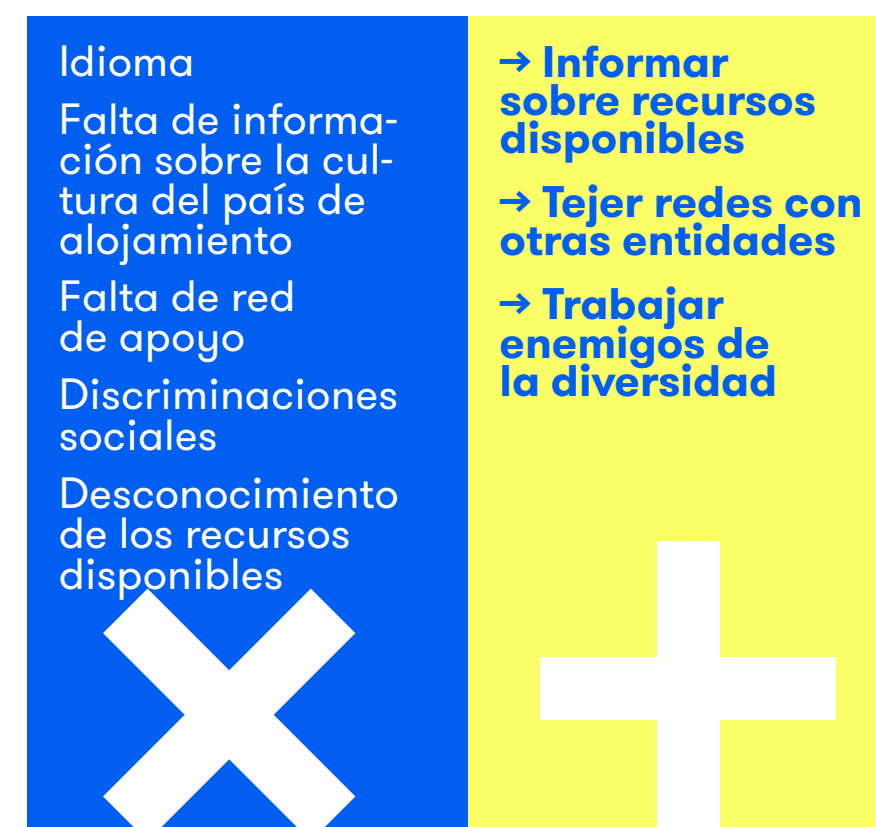 Idioma
Falta de informa-
ción sobre la cul-
tura del país de
alojamiento
Falta de red
de apoyo
Discriminaciones
sociales
Desconocimiento
de los recursos
disponibles
→ Informar
sobre recursos
disponibles
→ Tejer redes con
otras entidades
→ Trabajar
enemigos de
la diversidad